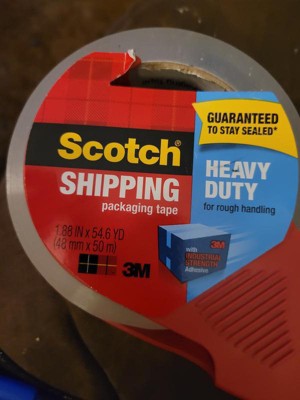 GUARANTEED
TO STAY SEALED*
Scotch®
SHIPPING
packaging tape
HEAVY
DUTY
for rough handling
1.88 IN x 54.6 YD
(48 mm x 50 m)
3M
3M
with
INDUSTRIAL
STRENGTH
Adhesive